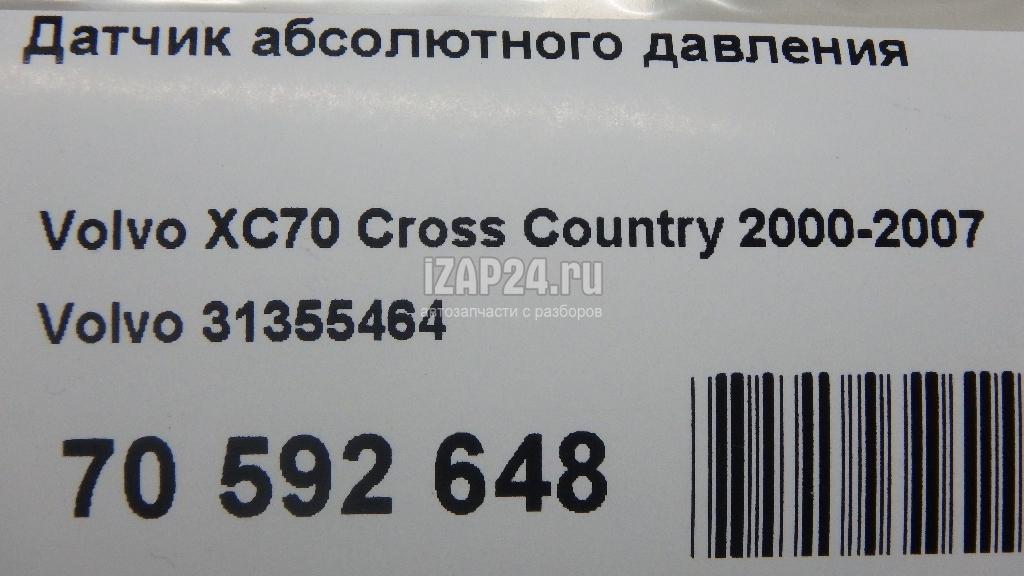 Датчик абсолютного давления
Volvo XC70 Cross Country 2000-2007
iZAP24.ru
автозапчасти с разборов
Volvo 31355464
70 592 648